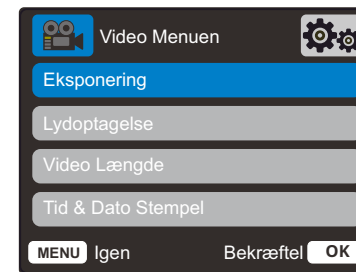 Video Menuen
Eksponering
Lydoptagelse
Video Længde
Tid & Dato Stempel
MENU Igen Bekræftel OK